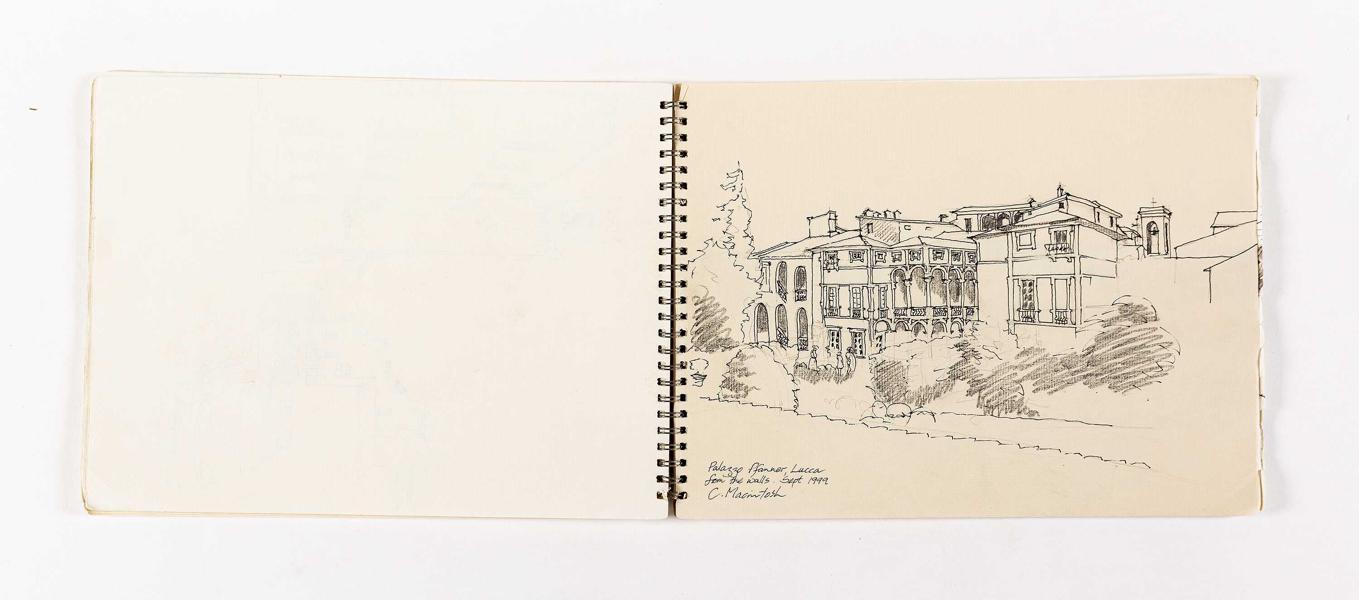 Palazzo Pfanner, Lucca
from the walls. Sept 1999
C. Macintosh